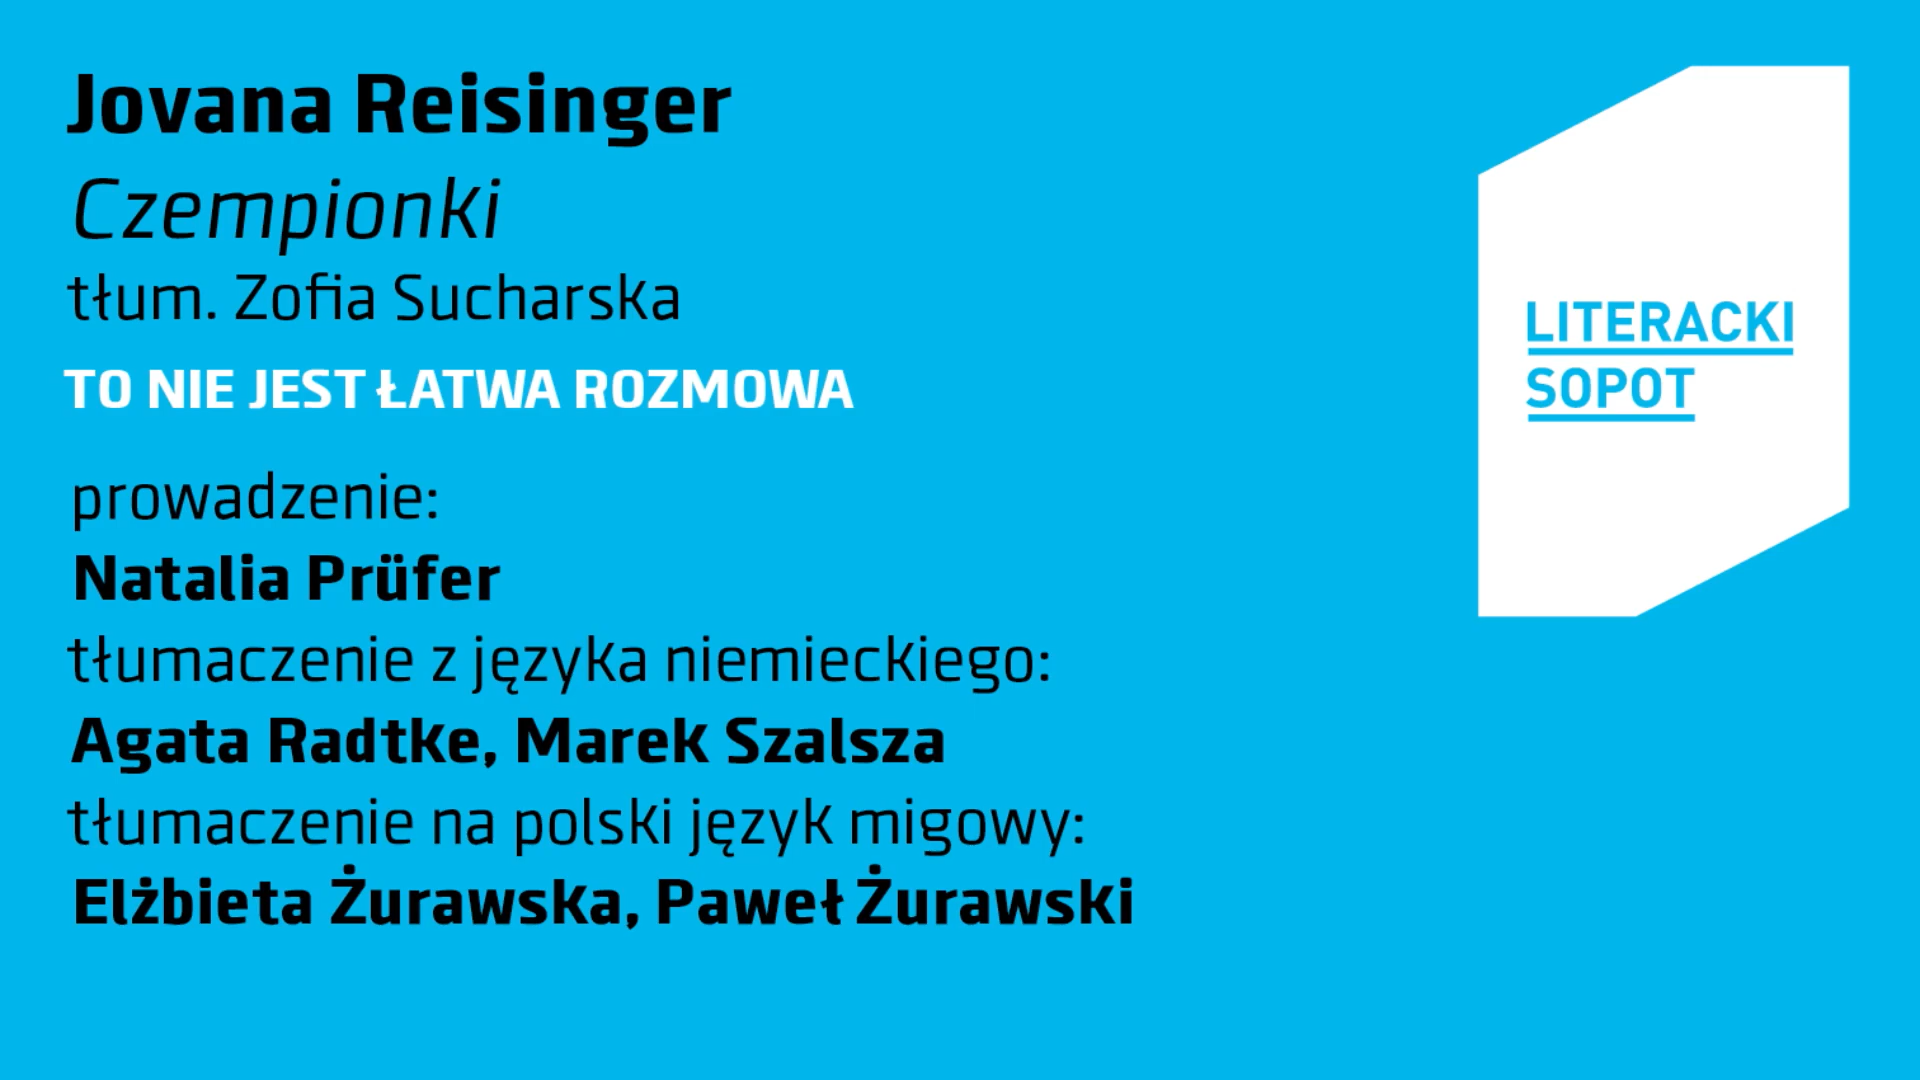 Jovana Reisinger
Czempionki
tłum. Zofia Sucharska
TO NIE JEST ŁATWA ROZMOWA
prowadzenie:
Natalia Prüfer
tłumaczenie z języka niemieckiego:
Agata Radtke, Marek Szalsza
tłumaczenie na polski język migowy:
Elżbieta Żurawska, Paweł Żurawski
LITERACKI
SOPOT